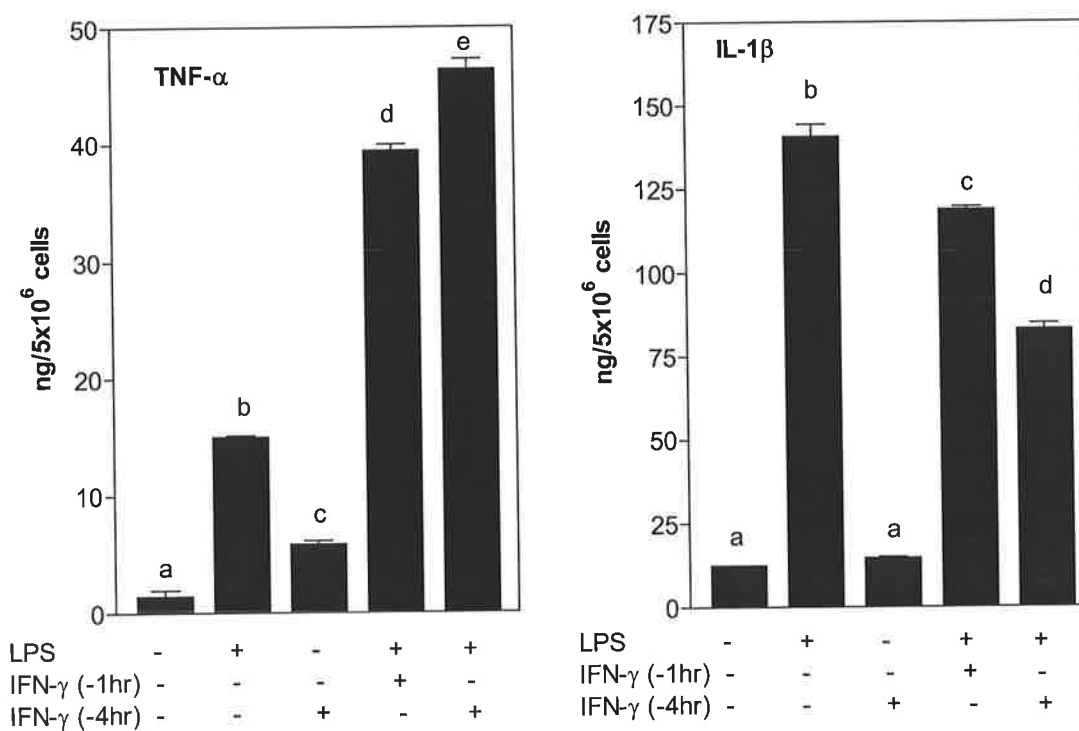 TNF-α
ng/5x10⁶ cells
50
40
30
20
10
0
a
b
c
d
e
LPS - + - + +
IFN-γ (-1hr) - - - + -
IFN-γ (-4hr) - - + - +
IL-1β
ng/5x10⁶ cells
175
150
125
100
75
50
25
0
a
b
a
c
d
LPS - + - + +
IFN-γ (-1hr) - - - + -
IFN-γ (-4hr) - - + - +